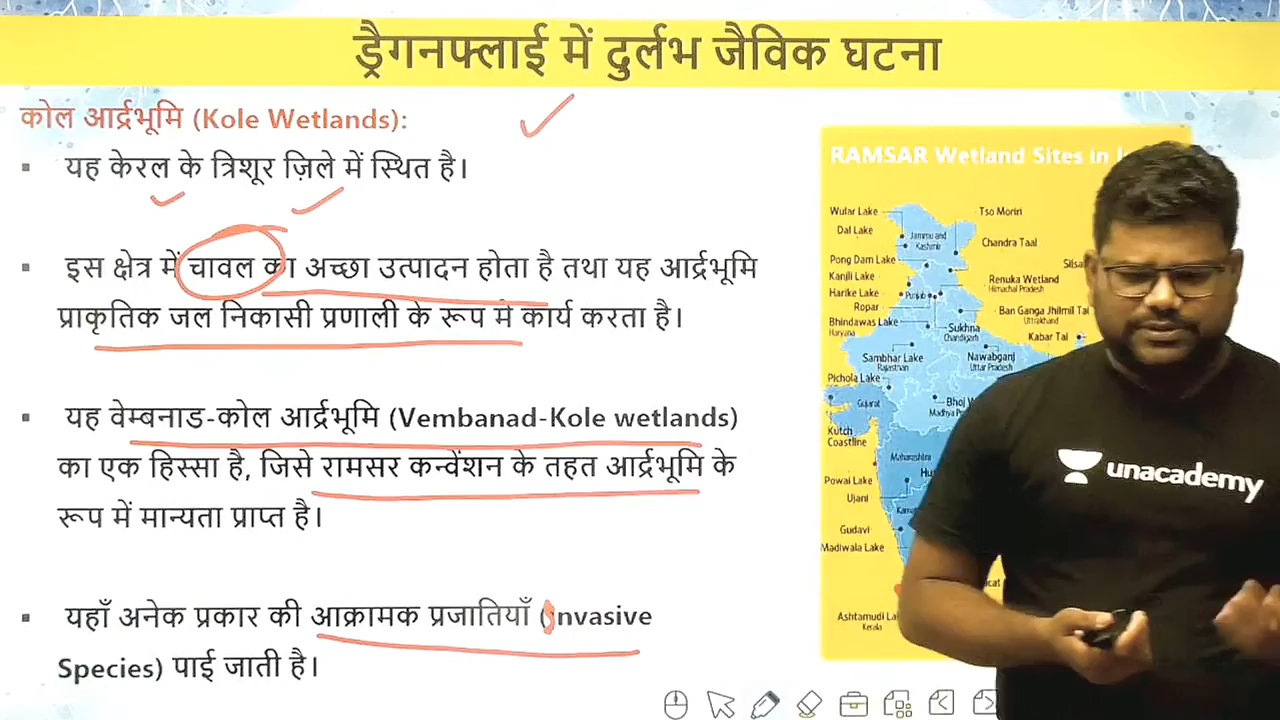 ड्रैगनफ्लाई में दुर्लभ जैविक घटना
कोल आर्द्रभूमि (Kole Wetlands):
▪ यह केरल के त्रिशूर ज़िले में स्थित है।
▪ इस क्षेत्र में चावल का अच्छा उत्पादन होता है तथा यह आर्द्रभूमि
प्राकृतिक जल निकासी प्रणाली के रूप में कार्य करता है।
▪ यह वेम्बनाड-कोल आर्द्रभूमि (Vembanad-Kole wetlands)
का एक हिस्सा है, जिसे रामसर कन्वेंशन के तहत आर्द्रभूमि के
रूप में मान्यता प्राप्त है।
▪ यहाँ अनेक प्रकार की आक्रामक प्रजातियाँ (Invasive
Species) पाई जाती है।
RAMSAR Wetland Sites in
Wular Lake
Tso Moriri
Dal Lake
Jammu and
Kashmir
Chandra Taal
Pong Dam Lake
Kanjli Lake
Renuka Wetland
Himachal Pradesh
Harike Lake
Punjab
Ropar
Ban Ganga Jhilmil Tal
Uttrakhand
Bhindawas Lake
Haryana
Sukhna
Chandigarh
Kabar Tal
Sambhar Lake
Rajasthan
Nawabganj
Uttar Pradesh
Pichola Lake
Gujarat
Bhoj
Madhya
Kutch
Coastline
Maharashtra
Powai Lake
Ujani
Gudavi
Madiwala Lake
Ashtamudi
Kerala
unacademy